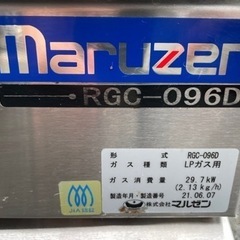 maruzen
RGC-096D
形式 RGC-096D
ガス種類 LPガス用
ガス消費量 29.7kW
(2.13kg/h)
製造年月・製造番号 21.06.07
株式会社マルゼン